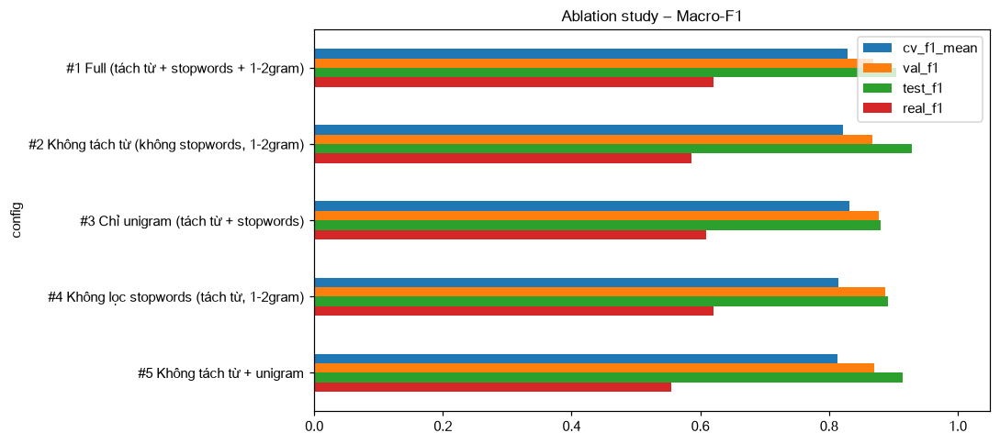 Ablation study – Macro-F1
cv_f1_mean
val_f1
test_f1
real_f1
config
#1 Full (tách từ + stopwords + 1-2gram)
#2 Không tách từ (không stopwords, 1-2gram)
#3 Chỉ unigram (tách từ + stopwords)
#4 Không lọc stopwords (tách từ, 1-2gram)
#5 Không tách từ + unigram
0.0 0.2 0.4 0.6 0.8 1.0